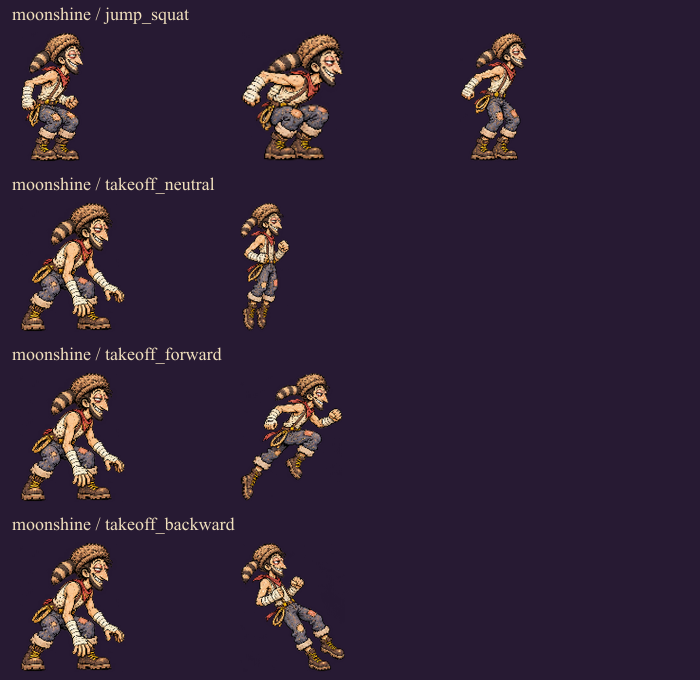 moonshine / jump_squat
moonshine / takeoff_neutral
moonshine / takeoff_forward
moonshine / takeoff_backward